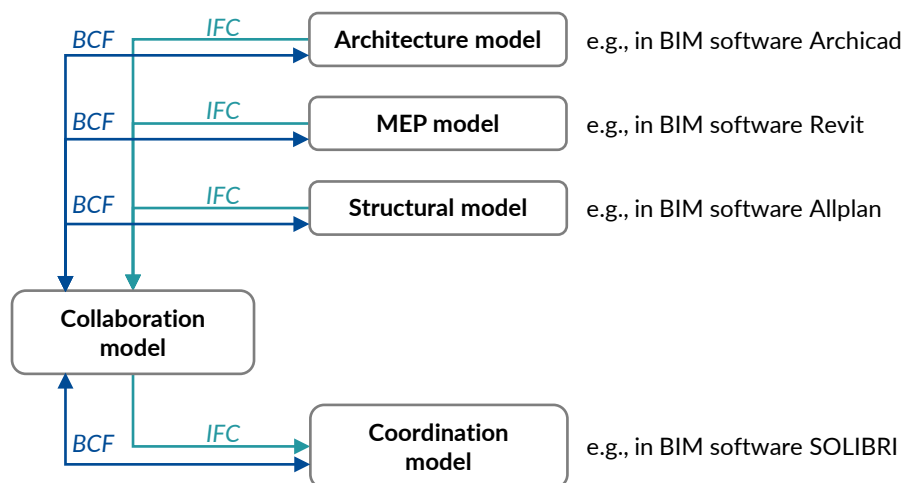 BCF
IFC
Architecture model
e.g., in BIM software Archicad
BCF
IFC
MEP model
e.g., in BIM software Revit
BCF
IFC
Structural model
e.g., in BIM software Allplan
Collaboration
model
BCF
IFC
Coordination
model
e.g., in BIM software SOLIBRI